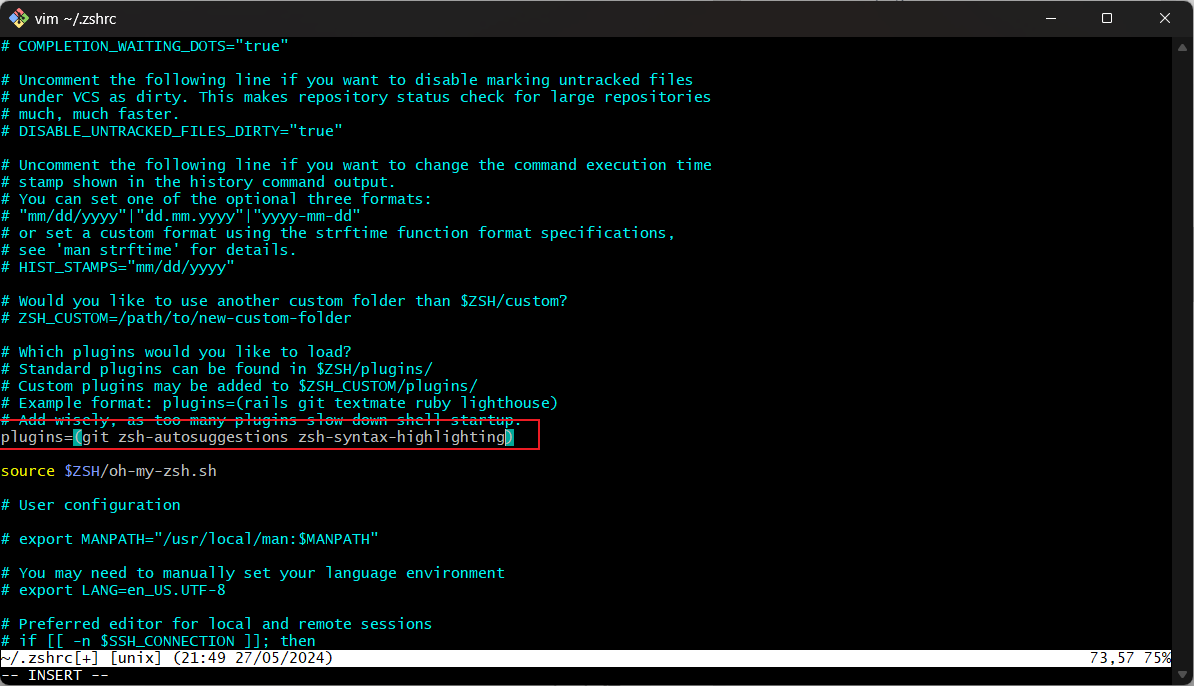 vim ~/.zshrc
# COMPLETION_WAITING_DOTS="true"
# Uncomment the following line if you want to disable marking untracked files
# under VCS as dirty. This makes repository status check for large repositories
# much, much faster.
# DISABLE_UNTRACKED_FILES_DIRTY="true"
# Uncomment the following line if you want to change the command execution time
# stamp shown in the history command output.
# You can set one of the optional three formats:
# "mm/dd/yyyy"|"dd.mm.yyyy"|"yyyy-mm-dd"
# or set a custom format using the strftime function format specifications,
# see 'man strftime' for details.
# HIST_STAMPS="mm/dd/yyyy"
# Would you like to use another custom folder than $ZSH/custom?
# ZSH_CUSTOM=/path/to/new-custom-folder
# Which plugins would you like to load?
# Standard plugins can be found in $ZSH/plugins/
# Custom plugins may be added to $ZSH_CUSTOM/plugins/
# Example format: plugins=(rails git textmate ruby lighthouse)
# Add wisely, as too many plugins slow down shell startup.
plugins=(git zsh-autosuggestions zsh-syntax-highlighting)
source $ZSH/oh-my-zsh.sh
# User configuration
# export MANPATH="/usr/local/man:$MANPATH"
# You may need to manually set your language environment
# export LANG=en_US.UTF-8
# Preferred editor for local and remote sessions
# if [[ -n $SSH_CONNECTION ]]; then
~/.zshrc[+] [unix] (21:49 27/05/2024) 73,57 75%
-- INSERT --